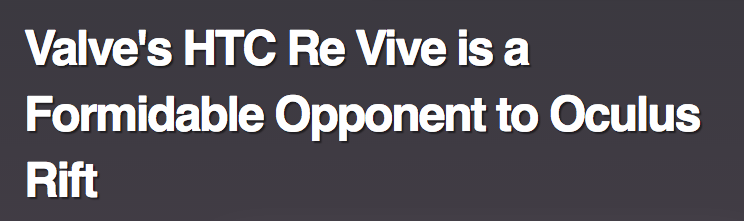 Valve's HTC Re Vive is a
Formidable Opponent to Oculus
Rift